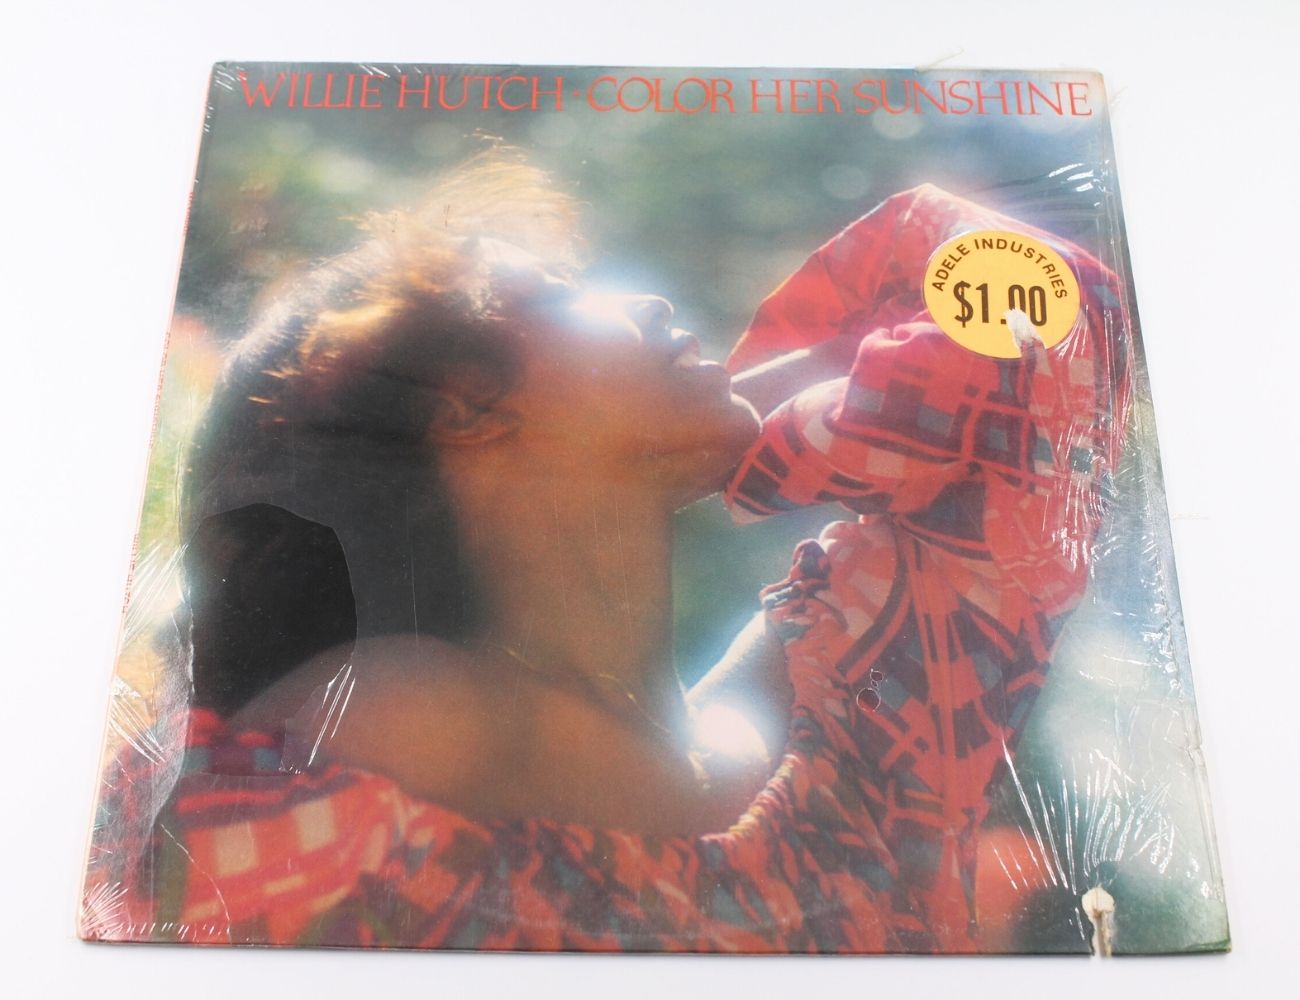 WILLIE HUTCH · COLOR HER SUNSHINE
ADELE INDUSTRIES
$1.00